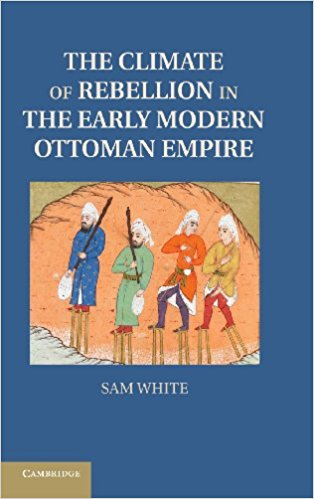 THE CLIMATE
OF REBELLION IN
THE EARLY MODERN
OTTOMAN EMPIRE
SAM WHITE
CAMBRIDGE